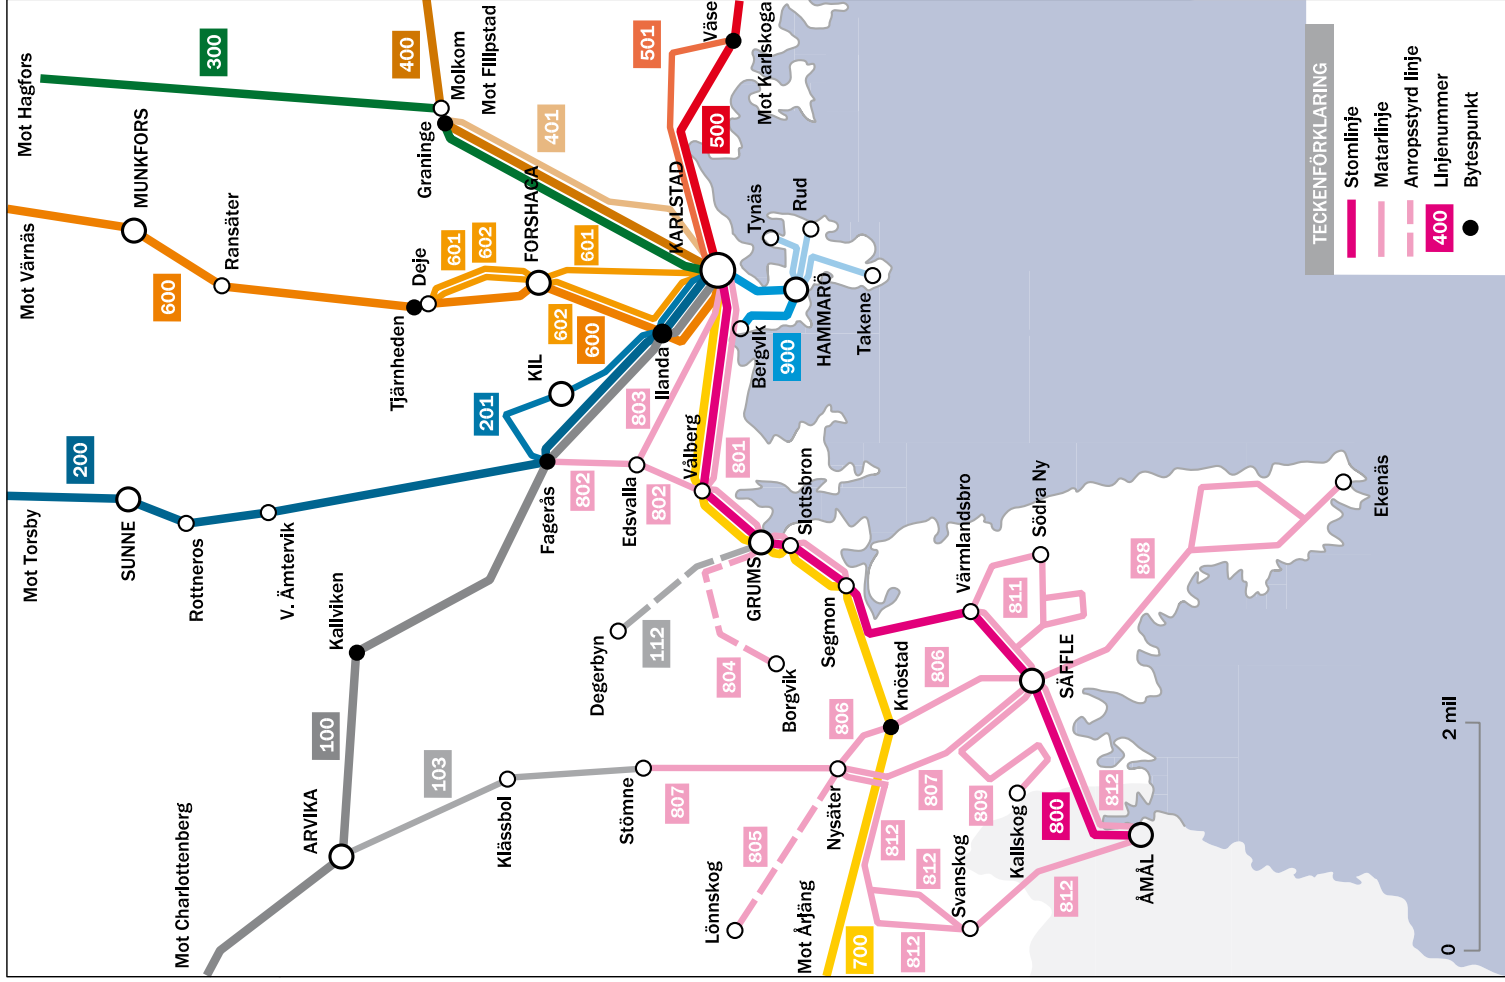 Mot Hagfors
300
400
Molkom
Mot Filipstad
501
Väse
Mot Karlskoga
MUNKFORS
Graninge
401
500
Mot Värnäs
Ransäter
600
Deje
601
602
FORSHAGA
601
KARLSTAD
Tynäs
Rud
Tjärnheden
602
600
KIL
Ilanda
Bergvik
900
HAMMARÖ
Takene
200
201
803
Vålberg
801
Mot Torsby
SUNNE
Rottneros
V. Ämtervik
Fagerås
802
Edsvalla
802
Slottsbron
Kallviken
Degerbyn
112
GRUMS
804
Borgvik
Segmon
Värmlandsbro
Södra Ny
811
808
Ekenäs
Knöstad
806
806
SÄFFLE
100
103
ARVIKA
Klässbol
Stömne
807
Nysäter
807
809
Kallskog
800
812
Mot Charlottenberg
Lönnskog
805
812
812
Svanskog
812
812
ÅMÅL
Mot Årjäng
700
TECKENFÖRKLARING
Stomlinje
Matarlinje
Anropsstyrd linje
400 Linjenummer
Bytespunkt
0
2 mil